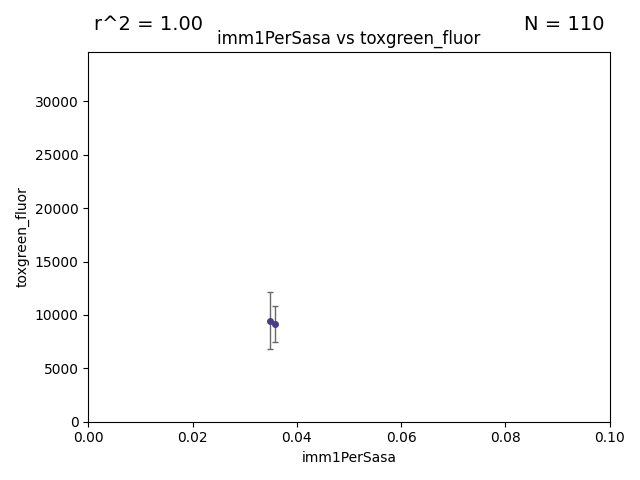 r^2 = 1.00
N = 110
imm1PerSasa vs toxgreen_fluor
30000
25000
20000
15000
10000
5000
0
toxgreen_fluor
0.00 0.02 0.04 0.06 0.08 0.10
imm1PerSasa